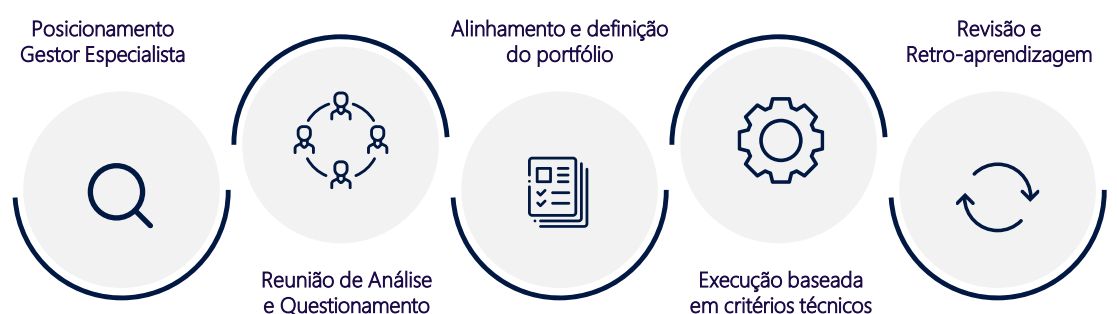 Posicionamento
Gestor Especialista
Reunião de Análise
e Questionamento
Alinhamento e definição
do portfólio
Execução baseada
em critérios técnicos
Revisão e
Retro-aprendizagem